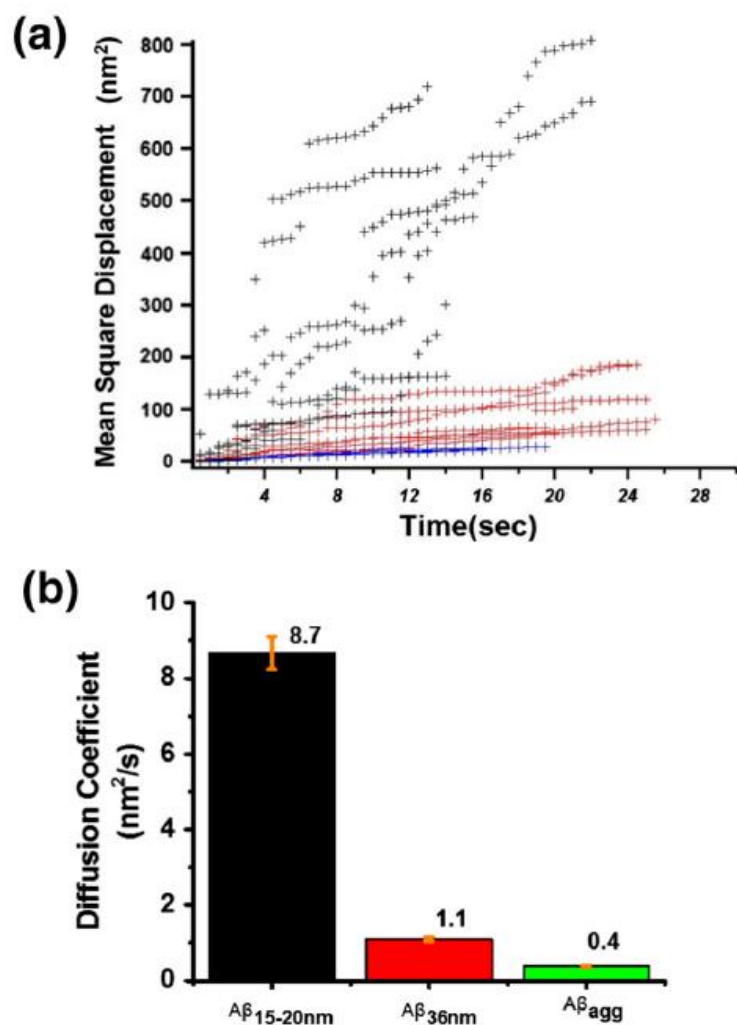 (a)
Mean Square Displacement (nm²)
800
700
600
500
400
300
200
100
0
4 8 12 16 20 24 28
Time(sec)
(b)
Diffusion Coefficient
(nm²/s)
10
8
6
4
2
0
8.7
1.1
0.4
Aβ15-20nm Aβ36nm Aβagg